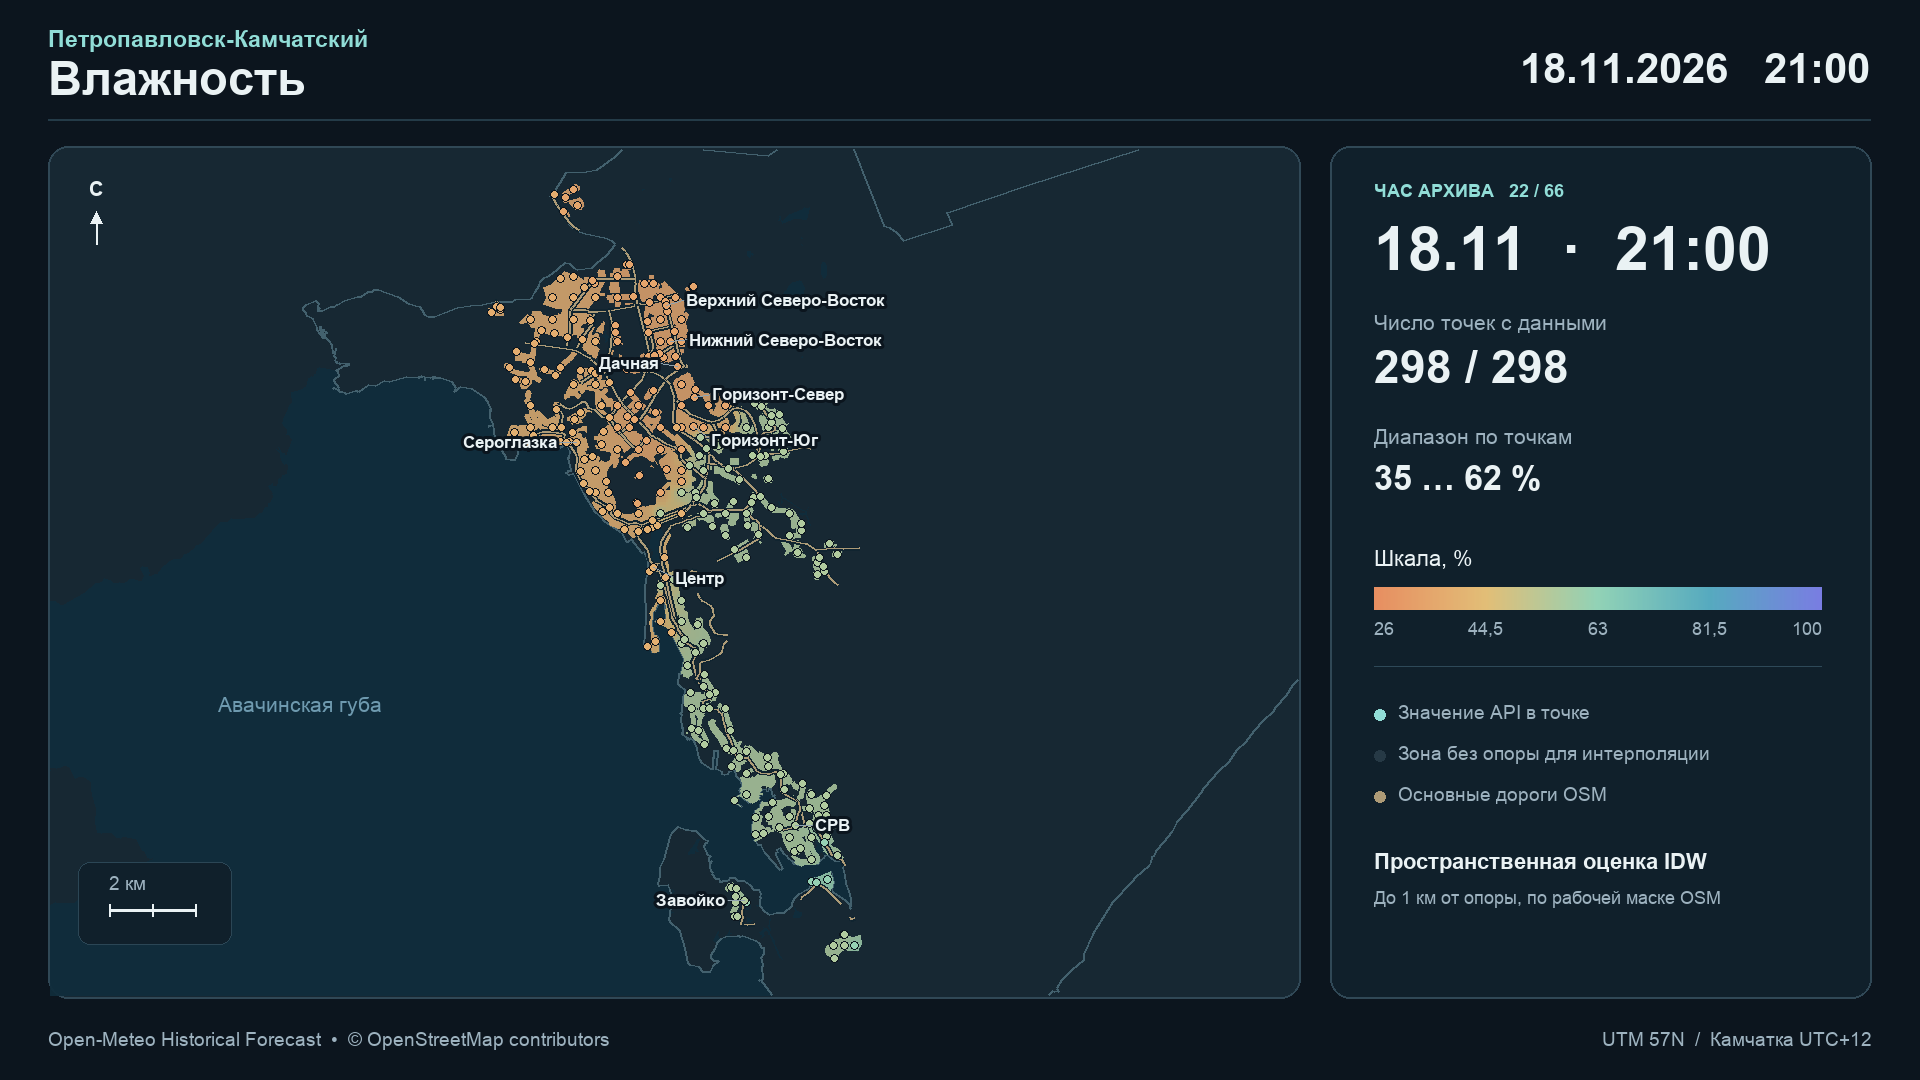 Петропавловск-Камчатский
Влажность
18.11.2026 21:00
С
Верхний Северо-Восток
Нижний Северо-Восток
Дачная
Горизонт-Север
Горизонт-Юг
Сероглазка
Центр
Авачинская губа
СРВ
Завойко
2 км
ЧАС АРХИВА 22 / 66
18.11 · 21:00
Число точек с данными
298 / 298
Диапазон по точкам
35 … 62 %
Шкала, %
26 44,5 63 81,5 100
Значение API в точке
Зона без опоры для интерполяции
Основные дороги OSM
Пространственная оценка IDW
До 1 км от опоры, по рабочей маске OSM
Open-Meteo Historical Forecast • © OpenStreetMap contributors
UTM 57N / Камчатка UTC+12